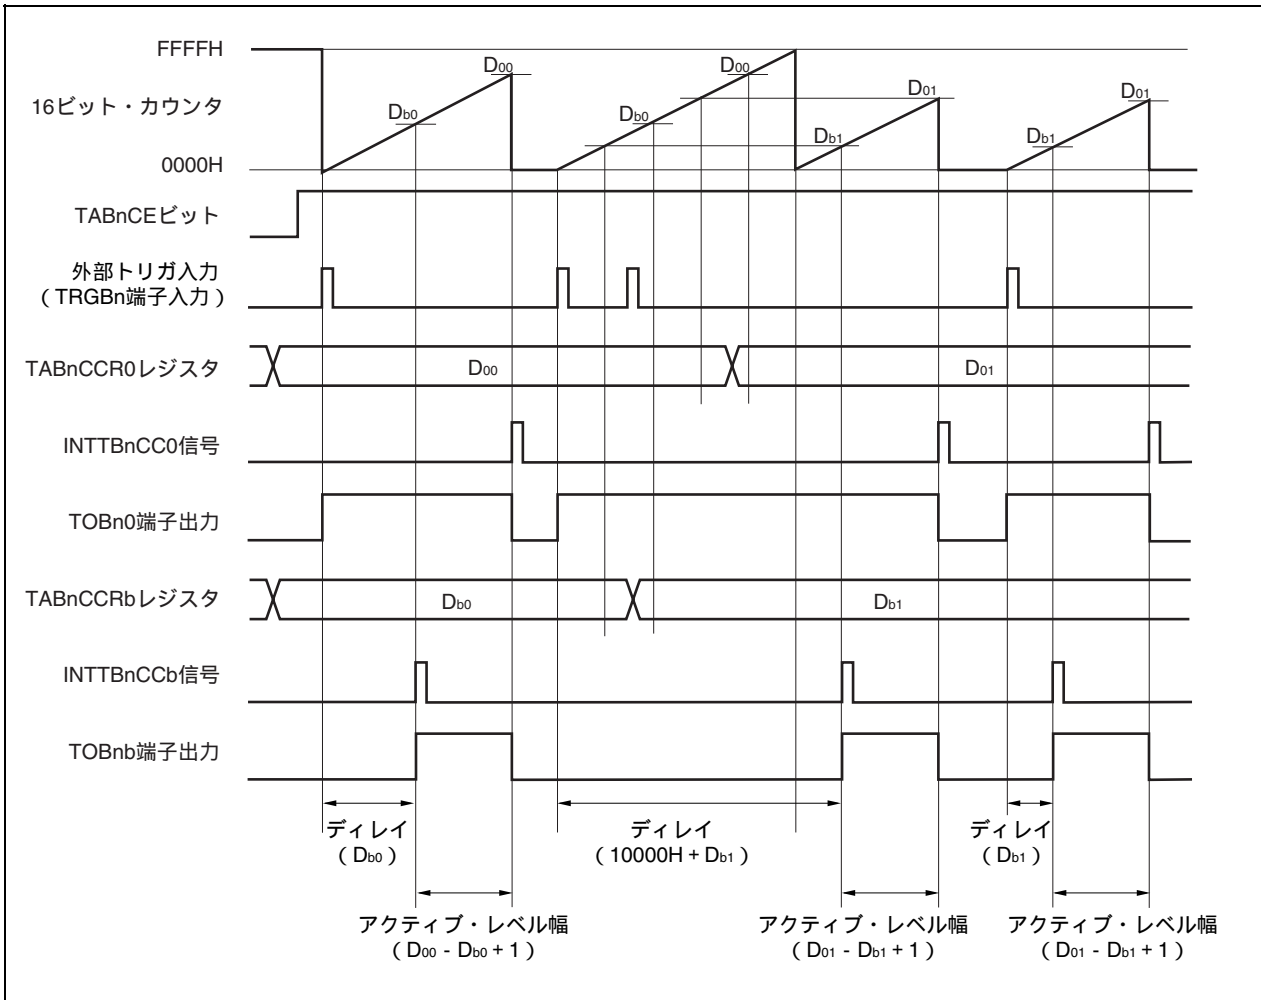 FFFFH
D00
D00
16ビット・カウンタ
Db0
Db0
D01
D01
Db1
Db1
0000H
TABnCEビット
外部トリガ入力
（TRGBn端子入力）
TABnCCR0レジスタ
D00
D01
INTTBnCC0信号
TOBn0端子出力
TABnCCRbレジスタ
Db0
Db1
INTTBnCCb信号
TOBnb端子出力
ディレイ
（Db0）
ディレイ
（10000H + Db1）
ディレイ
（Db1）
アクティブ・レベル幅
（D00 - Db0 + 1）
アクティブ・レベル幅
（D01 - Db1 + 1）
アクティブ・レベル幅
（D01 - Db1 + 1）